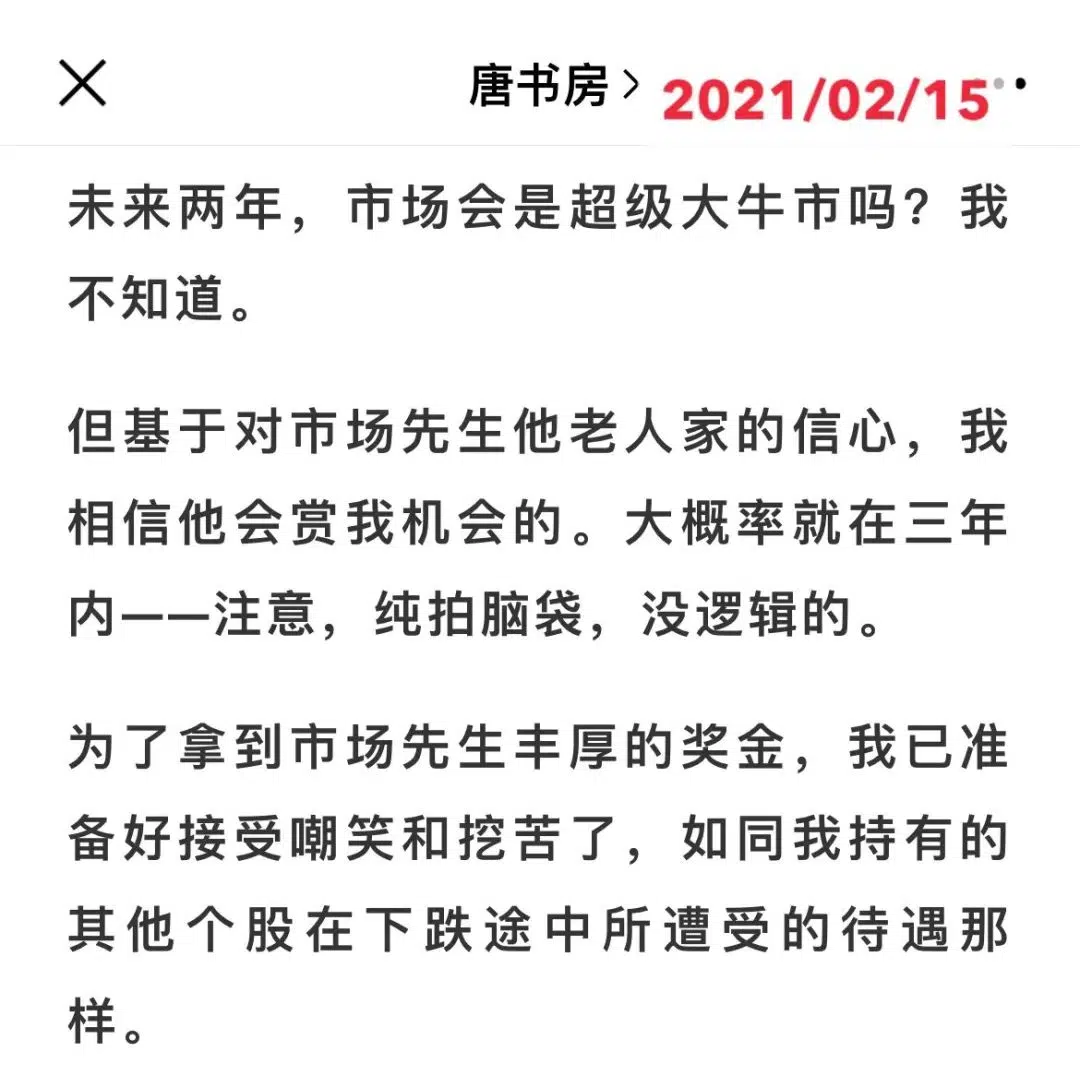 唐书房
2021/02/15
未来两年，市场会是超级大牛市吗？我
不知道。
但基于对市场先生他老人家的信心，我
相信他会赏我机会的。大概率就在三年
内——注意，纯拍脑袋，没逻辑的。
为了拿到市场先生丰厚的奖金，我已准
备好接受嘲笑和挖苦了，如同我持有的
其他个股在下跌途中所遭受的待遇那
样。